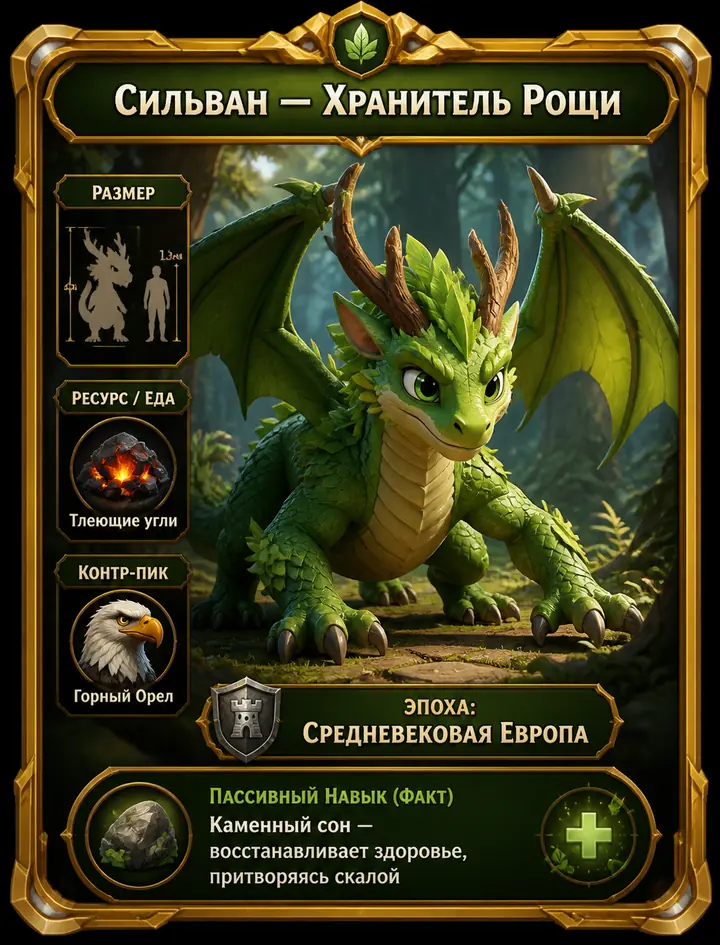 Сильван — Хранитель Рощи
Размер
Ресурс / Еда
Тлеющие угли
Контр-пик
Горный Орел
Эпоха:
Средневековая Европа
Пассивный Навык (Факт)
Каменный сон —
восстанавливает здоровье,
притворяясь скалой